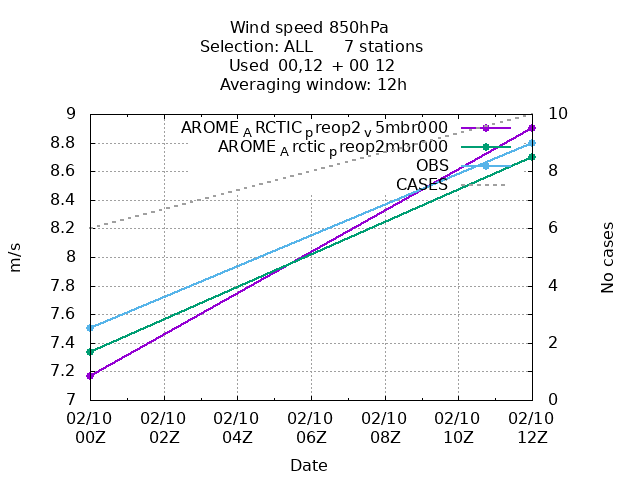 Wind speed 850hPa
Selection: ALL 7 stations
Used 00,12 + 00 12
Averaging window: 12h
AROME_ARCTIC_preop2_v5mbr000
AROME_Arctic_preop2mbr000
OBS
CASES
9
8.8
8.6
8.4
8.2
8
7.8
7.6
7.4
7.2
7
10
8
6
4
2
0
m/s
No cases
02/10 02/10 02/10 02/10 02/10 02/10 02/10
00Z 02Z 04Z 06Z 08Z 10Z 12Z
Date